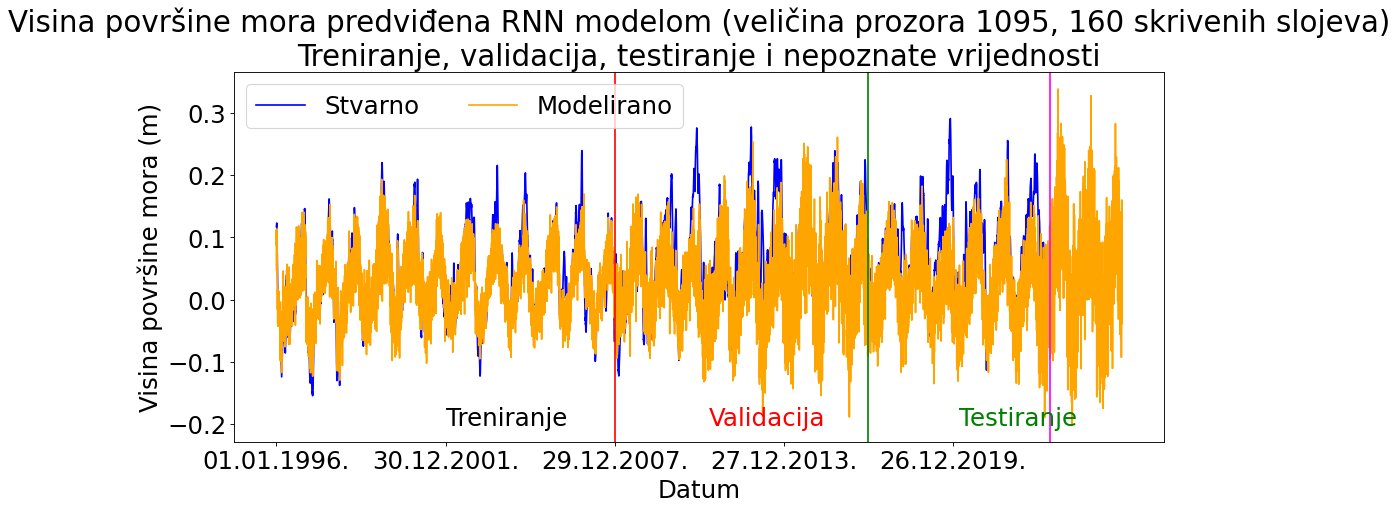 Visina površine mora predviđena RNN modelom (veličina prozora 1095, 160 skrivenih slojeva)
Treniranje, validacija, testiranje i nepoznate vrijednosti
Stvarno Modelirano
Visina površine mora (m)
0.3
0.2
0.1
0.0
−0.1
−0.2
Treniranje Validacija Testiranje
01.01.1996. 30.12.2001. 29.12.2007. 27.12.2013. 26.12.2019.
Datum